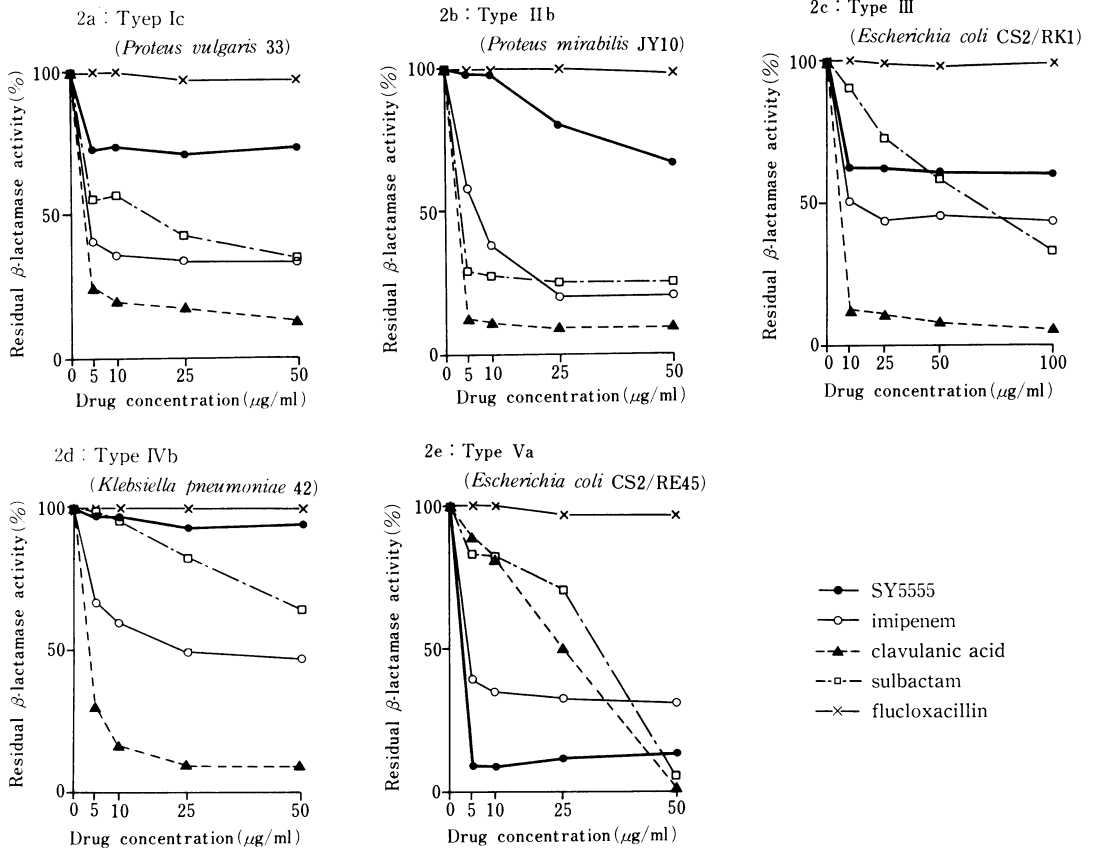 2a : Tyep Ic
(Proteus vulgaris 33)
Residual β-lactamase activity(%)
100
50
0
0 5 10 25 50
Drug concentration(μg/ml)
2b : Type IIb
(Proteus mirabilis JY10)
Residual β-lactamase activity(%)
100
50
0
0 5 10 25 50
Drug concentration(μg/ml)
2c : Type III
(Escherichia coli CS2/RK1)
Residual β-lactamase activity(%)
100
50
0
0 10 25 50 100
Drug concentration(μg/ml)
2d : Type IVb
(Klebsiella pneumoniae 42)
Residual β-lactamase activity(%)
100
50
0
0 5 10 25 50
Drug concentration(μg/ml)
2e : Type Va
(Escherichia coli CS2/RE45)
Residual β-lactamase activity(%)
100
50
0
0 5 10 25 50
Drug concentration(μg/ml)
SY5555
imipenem
clavulanic acid
sulbactam
flucloxacillin